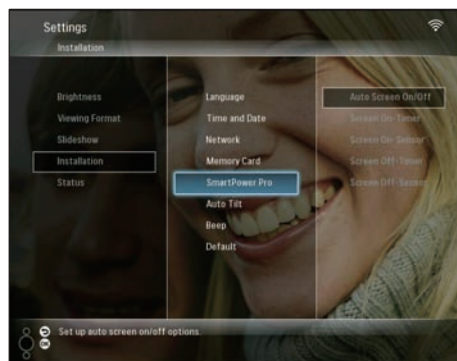 Settings
Installation
Brightness
Viewing Format
Slideshow
Installation
Status
Language
Time and Date
Network
Memory Card
SmartPower Pro
Auto Tilt
Beep
Default
Auto Screen On/Off
Screen On-Timer
Screen On-Sensor
Screen Off-Timer
Screen Off-Sensor
OK
Set up auto screen on/off options.